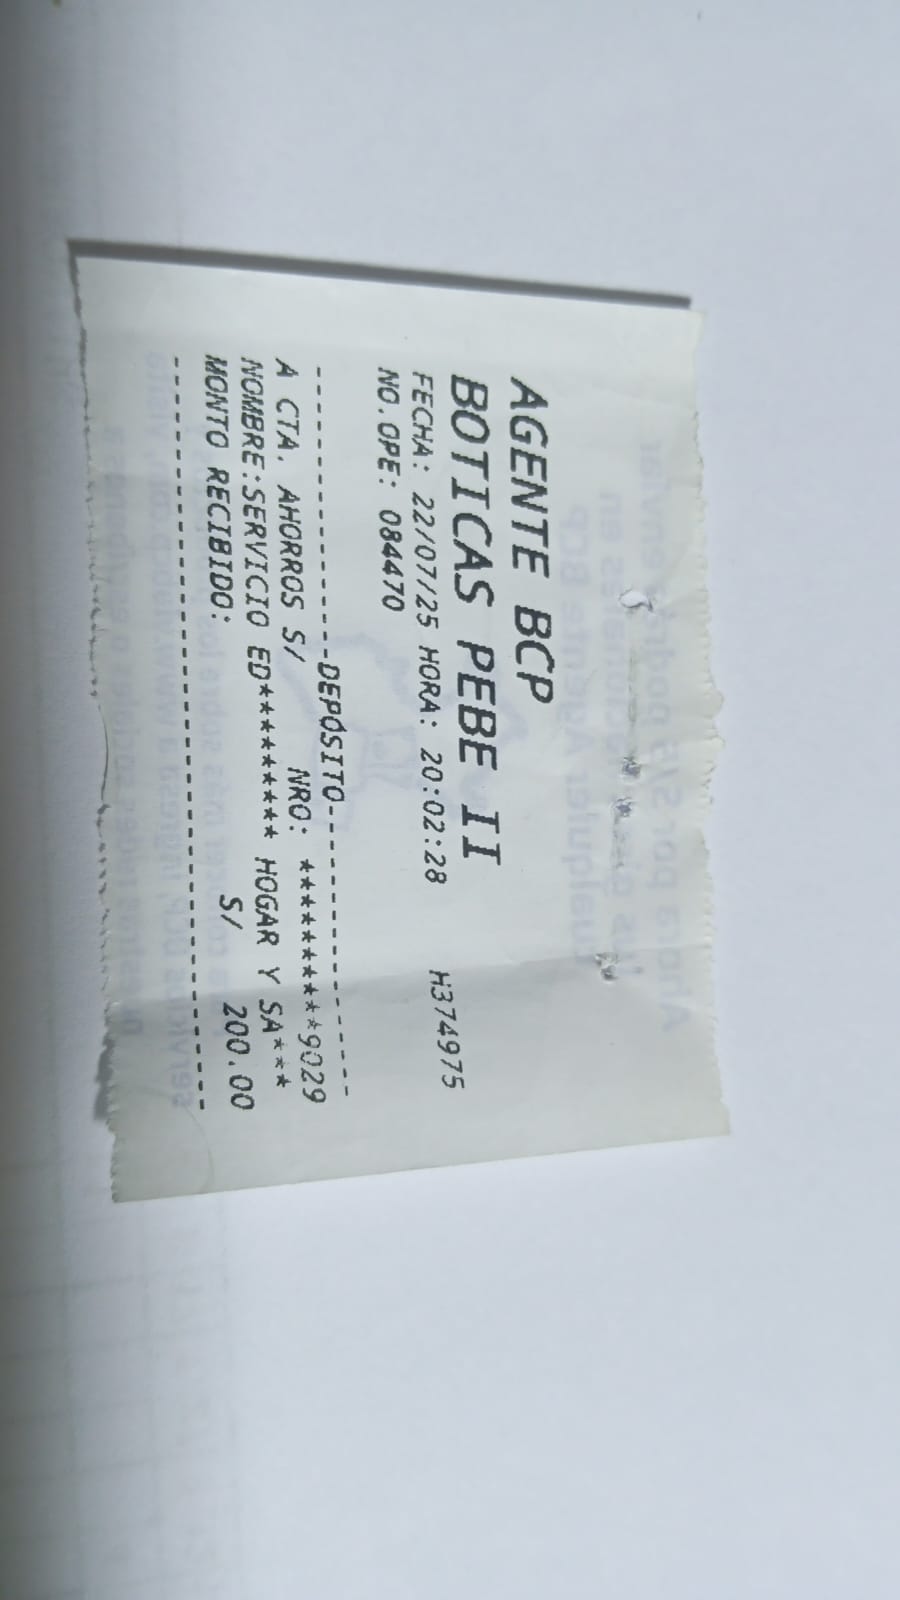 AGENTE BCP
BOTICAS PEBE II
FECHA: 22/07/25 HORA: 20:02:28 H374975
NO.OPE: 084470
-----------------DEPOSITO-----------------
A CTA. AHORROS S/ NRO: **********9029
NOMBRE:SERVICIO ED********* HOGAR Y SA***
MONTO RECIBIDO: S/ 200.00
------------------------------------------